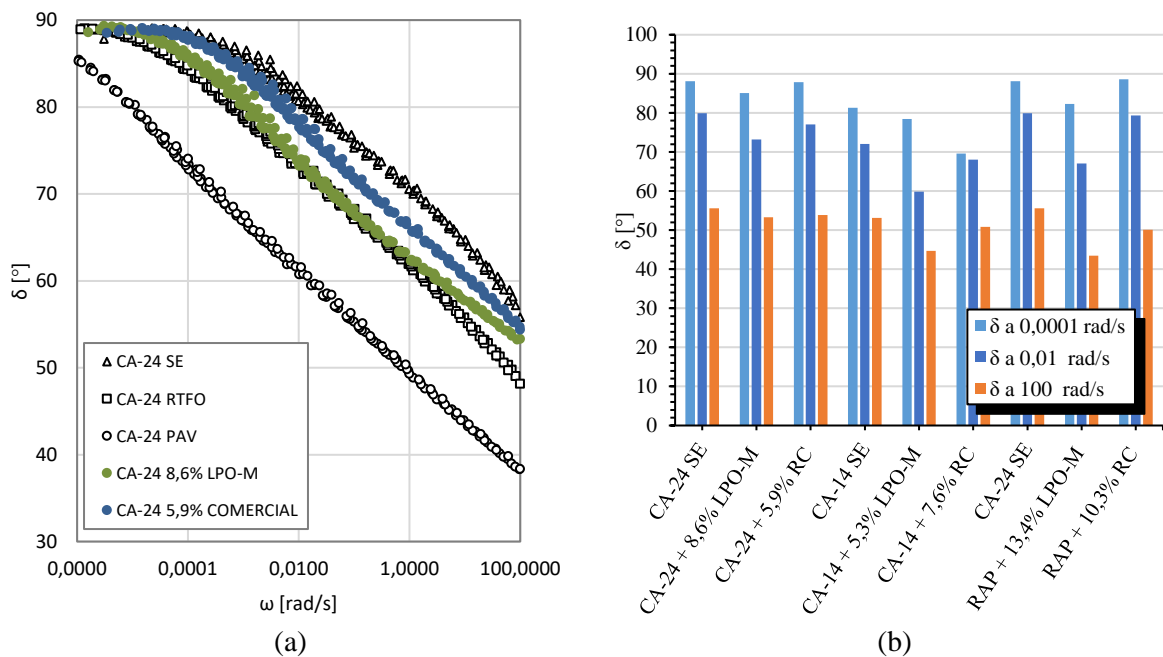 90
80
70
60
50
40
30
δ [°]
CA-24 SE
CA-24 RTFO
CA-24 PAV
CA-24 8,6% LPO-M
CA-24 5,9% COMERCIAL
0,0000 0,0001 0,0100 1,0000 100,0000
ω [rad/s]
(a)
100
90
80
70
60
50
40
30
20
10
0
δ [°]
δ a 0,0001 rad/s
δ a 0,01 rad/s
δ a 100 rad/s
CA-24 SE
CA-24 + 8,6% LPO-M
CA-24 + 5,9% RC
CA-14 SE
CA-14 + 5,3% LPO-M
CA-14 + 7,6% RC
CA-24 SE
RAP + 13,4% LPO-M
RAP + 10,3% RC
(b)